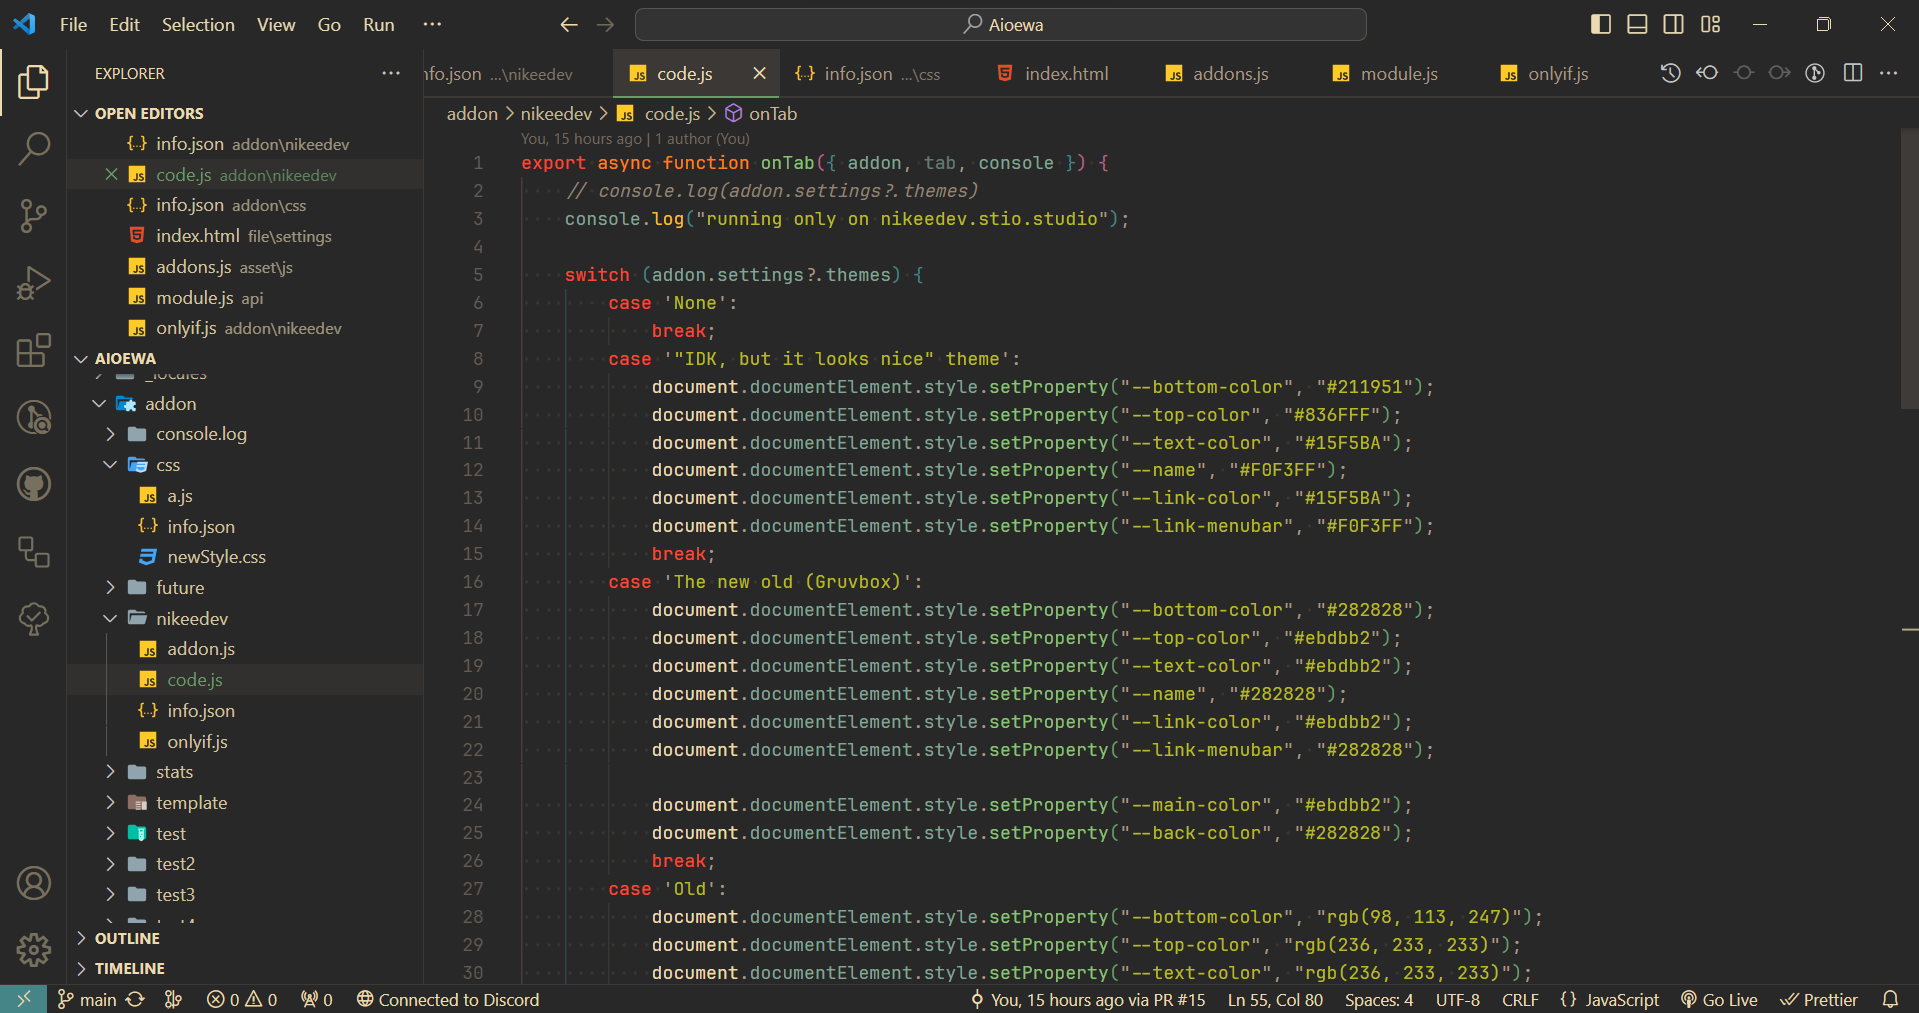 File Edit Selection View Go Run ···
Aioewa
EXPLORER ···
OPEN EDITORS
info.json addon\nikeedev
code.js addon\nikeedev
info.json addon\css
index.html file\settings
addons.js asset\js
module.js api
onlyif.js addon\nikeedev
AIOEWA
_locales
addon
console.log
css
a.js
info.json
newStyle.css
future
nikeedev
addon.js
code.js
info.json
onlyif.js
stats
template
test
test2
test3
OUTLINE
TIMELINE
nfo.json ...\nikeedev code.js info.json ...\css index.html addons.js module.js onlyif.js
addon > nikeedev > code.js > onTab
You, 15 hours ago | 1 author (You)
1 export async function onTab({ addon, tab, console }) {
2 // console.log(addon.settings?.themes)
3 console.log("running only on nikeedev.stio.studio");
4
5 switch (addon.settings?.themes) {
6 case 'None':
7 break;
8 case '"IDK, but it looks nice" theme':
9 document.documentElement.style.setProperty("--bottom-color", "#211951");
10 document.documentElement.style.setProperty("--top-color", "#836FFF");
11 document.documentElement.style.setProperty("--text-color", "#15F5BA");
12 document.documentElement.style.setProperty("--name", "#F0F3FF");
13 document.documentElement.style.setProperty("--link-color", "#15F5BA");
14 document.documentElement.style.setProperty("--link-menubar", "#F0F3FF");
15 break;
16 case 'The new old (Gruvbox)':
17 document.documentElement.style.setProperty("--bottom-color", "#282828");
18 document.documentElement.style.setProperty("--top-color", "#ebdbb2");
19 document.documentElement.style.setProperty("--text-color", "#ebdbb2");
20 document.documentElement.style.setProperty("--name", "#282828");
21 document.documentElement.style.setProperty("--link-color", "#ebdbb2");
22 document.documentElement.style.setProperty("--link-menubar", "#282828");
23
24 document.documentElement.style.setProperty("--main-color", "#ebdbb2");
25 document.documentElement.style.setProperty("--back-color", "#282828");
26 break;
27 case 'Old':
28 document.documentElement.style.setProperty("--bottom-color", "rgb(98, 113, 247)");
29 document.documentElement.style.setProperty("--top-color", "rgb(236, 233, 233)");
30 document.documentElement.style.setProperty("--text-color", "rgb(236, 233, 233)");
main 0 0 0 Connected to Discord You, 15 hours ago via PR #15 Ln 55, Col 80 Spaces: 4 UTF-8 CRLF {} JavaScript Go Live Prettier